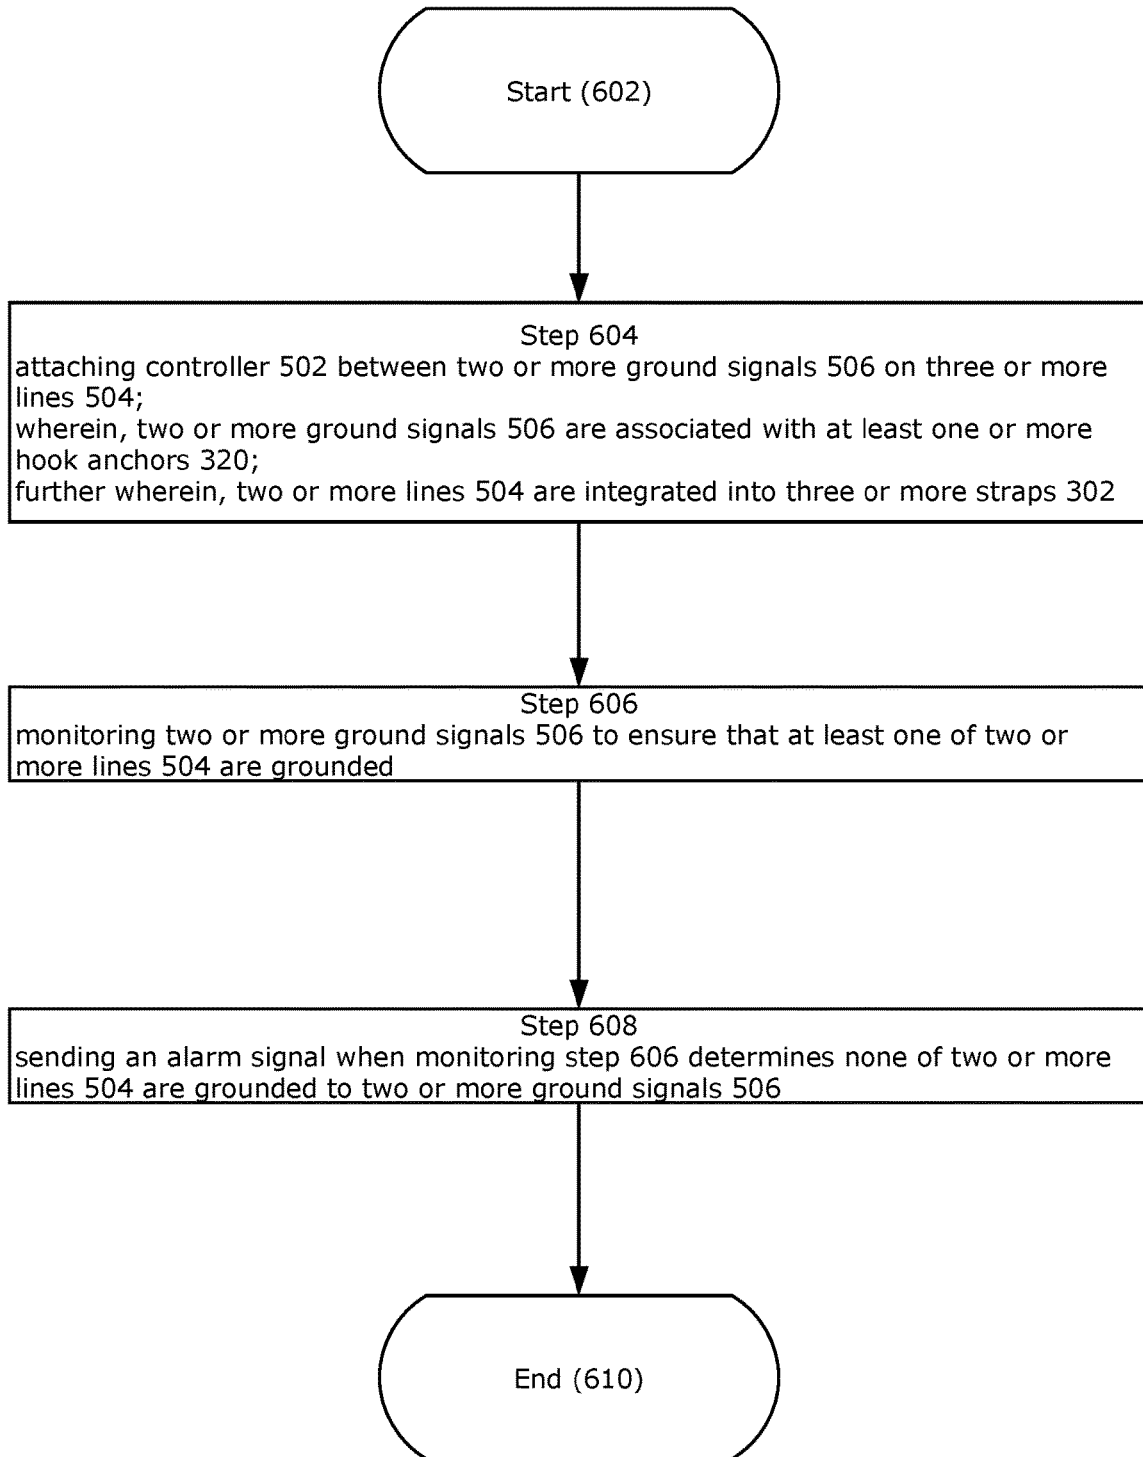 Start (602)
Step 604
attaching controller 502 between two or more ground signals 506 on three or more
lines 504;
wherein, two or more ground signals 506 are associated with at least one or more
hook anchors 320;
further wherein, two or more lines 504 are integrated into three or more straps 302
Step 606
monitoring two or more ground signals 506 to ensure that at least one of two or
more lines 504 are grounded
Step 608
sending an alarm signal when monitoring step 606 determines none of two or more
lines 504 are grounded to two or more ground signals 506
End (610)